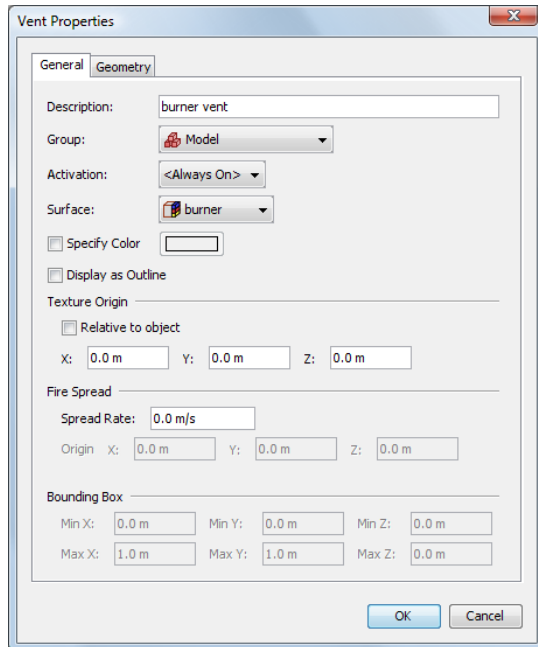 Vent Properties
General Geometry
Description: burner vent
Group: Model
Activation: <Always On>
Surface: burner
Specify Color
Display as Outline
Texture Origin
Relative to object
X: 0.0 m Y: 0.0 m Z: 0.0 m
Fire Spread
Spread Rate: 0.0 m/s
Origin X: 0.0 m Y: 0.0 m Z: 0.0 m
Bounding Box
Min X: 0.0 m Min Y: 0.0 m Min Z: 0.0 m
Max X: 1.0 m Max Y: 1.0 m Max Z: 0.0 m
OK Cancel